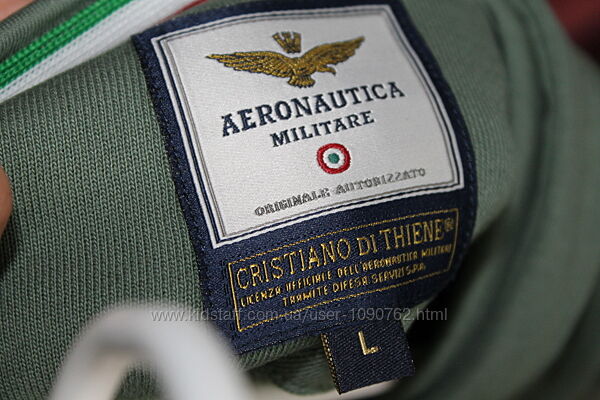 AERONAUTICA
MILITARE
ORIGINALE AUTORIZZATO
CRISTIANO DI THIENE®
LICENZA UFFICIALE DELL'AERONAUTICA MILITARE
TRAMITE DIFESA SERVIZI S.P.A.
www.kidstaff.com.ua/user-1090762.html
L